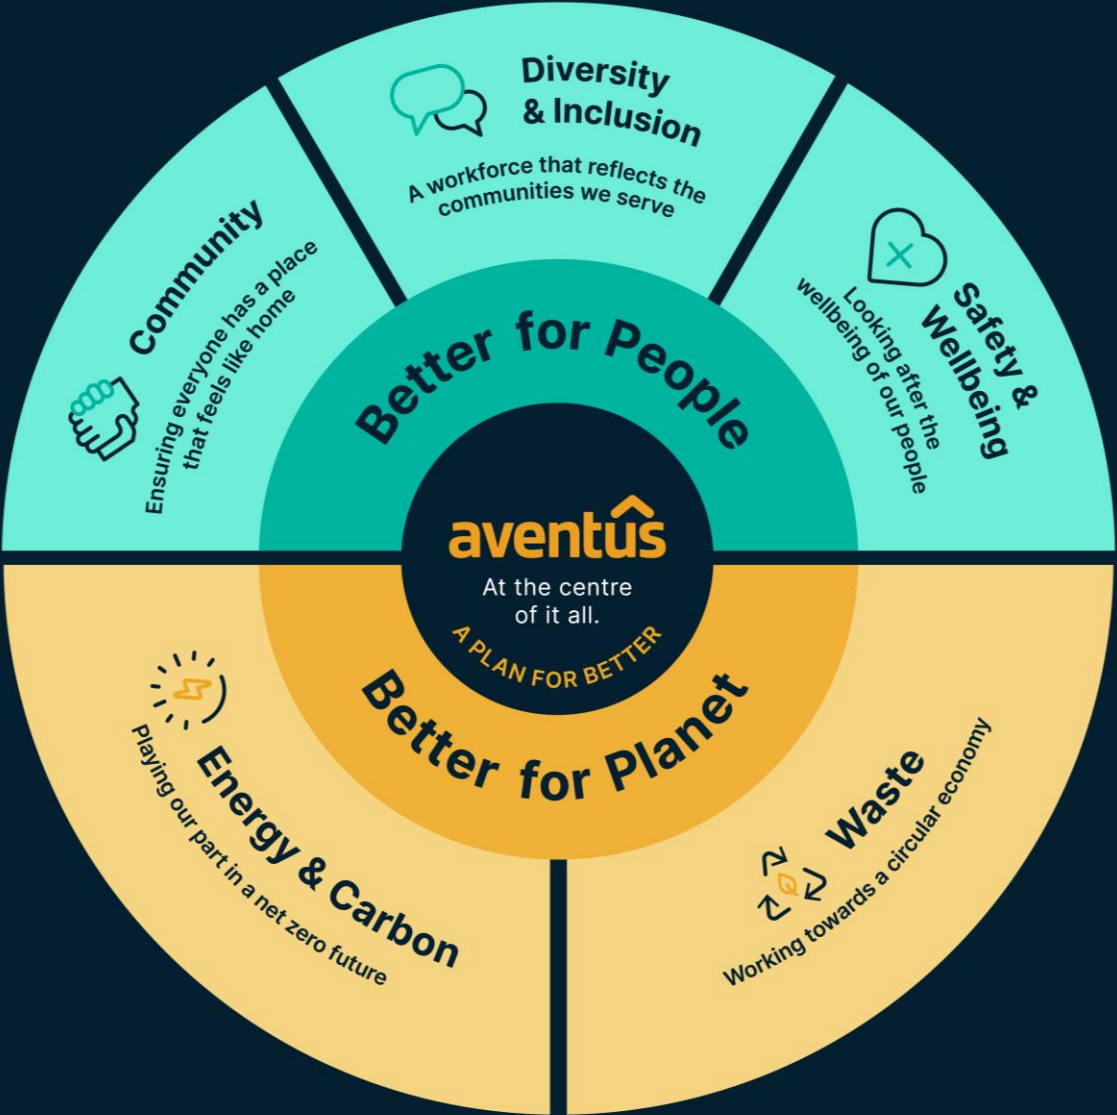 Diversity
& Inclusion
A workforce that reflects the
communities we serve
Community
Ensuring everyone has a place
that feels like home
Safety &
Wellbeing
Looking after the
wellbeing of our people
Better for People
aventus
At the centre
of it all.
A PLAN FOR BETTER
Better for Planet
Energy & Carbon
Playing our part in a net zero future
Waste
Working towards a circular economy